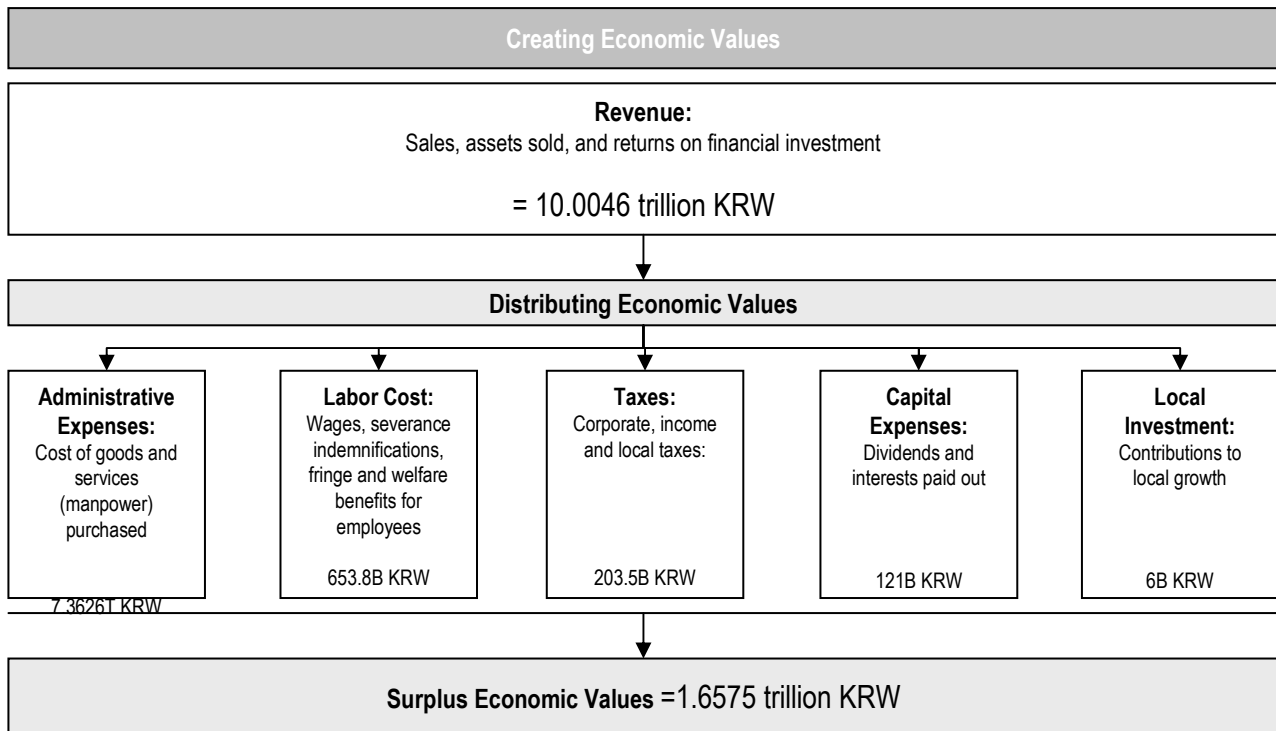 Creating Economic Values
Revenue:
Sales, assets sold, and returns on financial investment
= 10.0046 trillion KRW
Distributing Economic Values
Administrative
Expenses:
Cost of goods and
services
(manpower)
purchased
7.3626T KRW
Labor Cost:
Wages, severance
indemnifications,
fringe and welfare
benefits for
employees
653.8B KRW
Taxes:
Corporate, income
and local taxes:
203.5B KRW
Capital
Expenses:
Dividends and
interests paid out
121B KRW
Local
Investment:
Contributions to
local growth
6B KRW
Surplus Economic Values =1.6575 trillion KRW